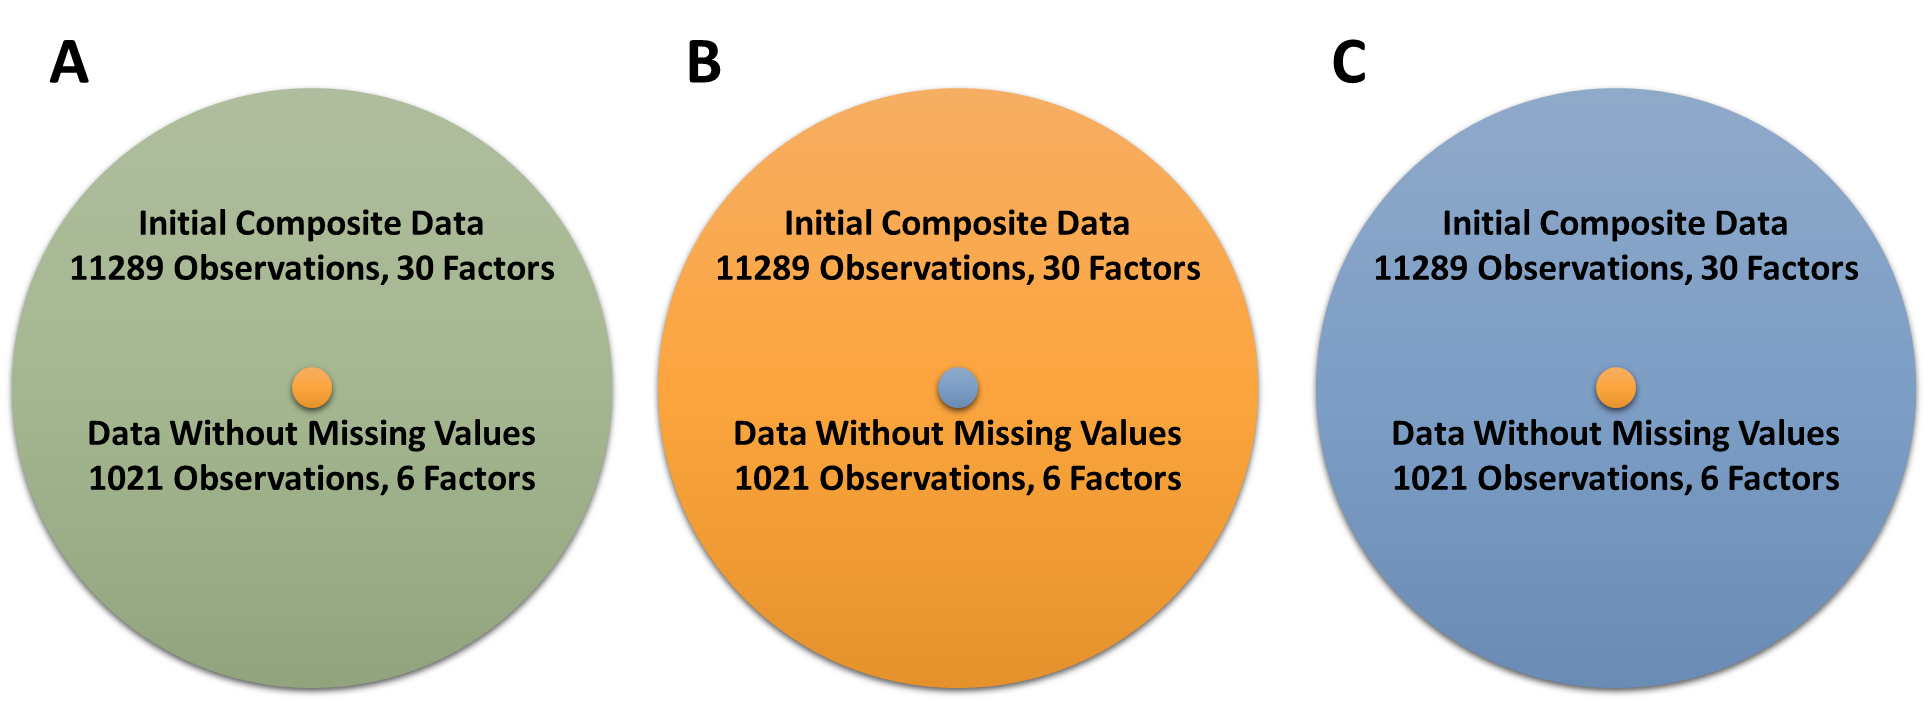 A
Initial Composite Data
11289 Observations, 30 Factors
Data Without Missing Values
1021 Observations, 6 Factors
B
Initial Composite Data
11289 Observations, 30 Factors
Data Without Missing Values
1021 Observations, 6 Factors
C
Initial Composite Data
11289 Observations, 30 Factors
Data Without Missing Values
1021 Observations, 6 Factors